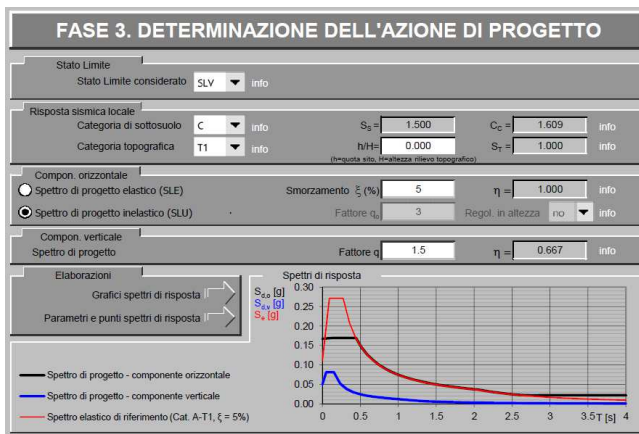 FASE 3. DETERMINAZIONE DELL'AZIONE DI PROGETTO
Stato Limite
Stato Limite considerato SLV info
Risposta sismica locale
Categoria di sottosuolo C info S_S = 1.500 C_C = 1.609 info
Categoria topografica T1 info h/H= 0.000 S_T = 1.000 info
(h=quota sito, H=altezza rilievo topografico)
Compon. orizzontale
Spettro di progetto elastico (SLE) Smorzamento ξ (%) 5 η = 1.000 info
Spettro di progetto inelastico (SLU) Fattore q₀ 3 Regol. in altezza no info
Compon. verticale
Spettro di progetto Fattore q 1.5 η = 0.667 info
Elaborazioni
Grafici spettri di risposta
Parametri e punti spettri di risposta
Spettri di risposta
S_d,o [g]
S_d,v [g]
S_e [g]
0.30
0.25
0.20
0.15
0.10
0.05
0.00
0 0.5 1 1.5 2 2.5 3 3.5 T [s] 4
Spettro di progetto - componente orizzontale
Spettro di progetto - componente verticale
Spettro elastico di riferimento (Cat. A-T1, ξ = 5%)